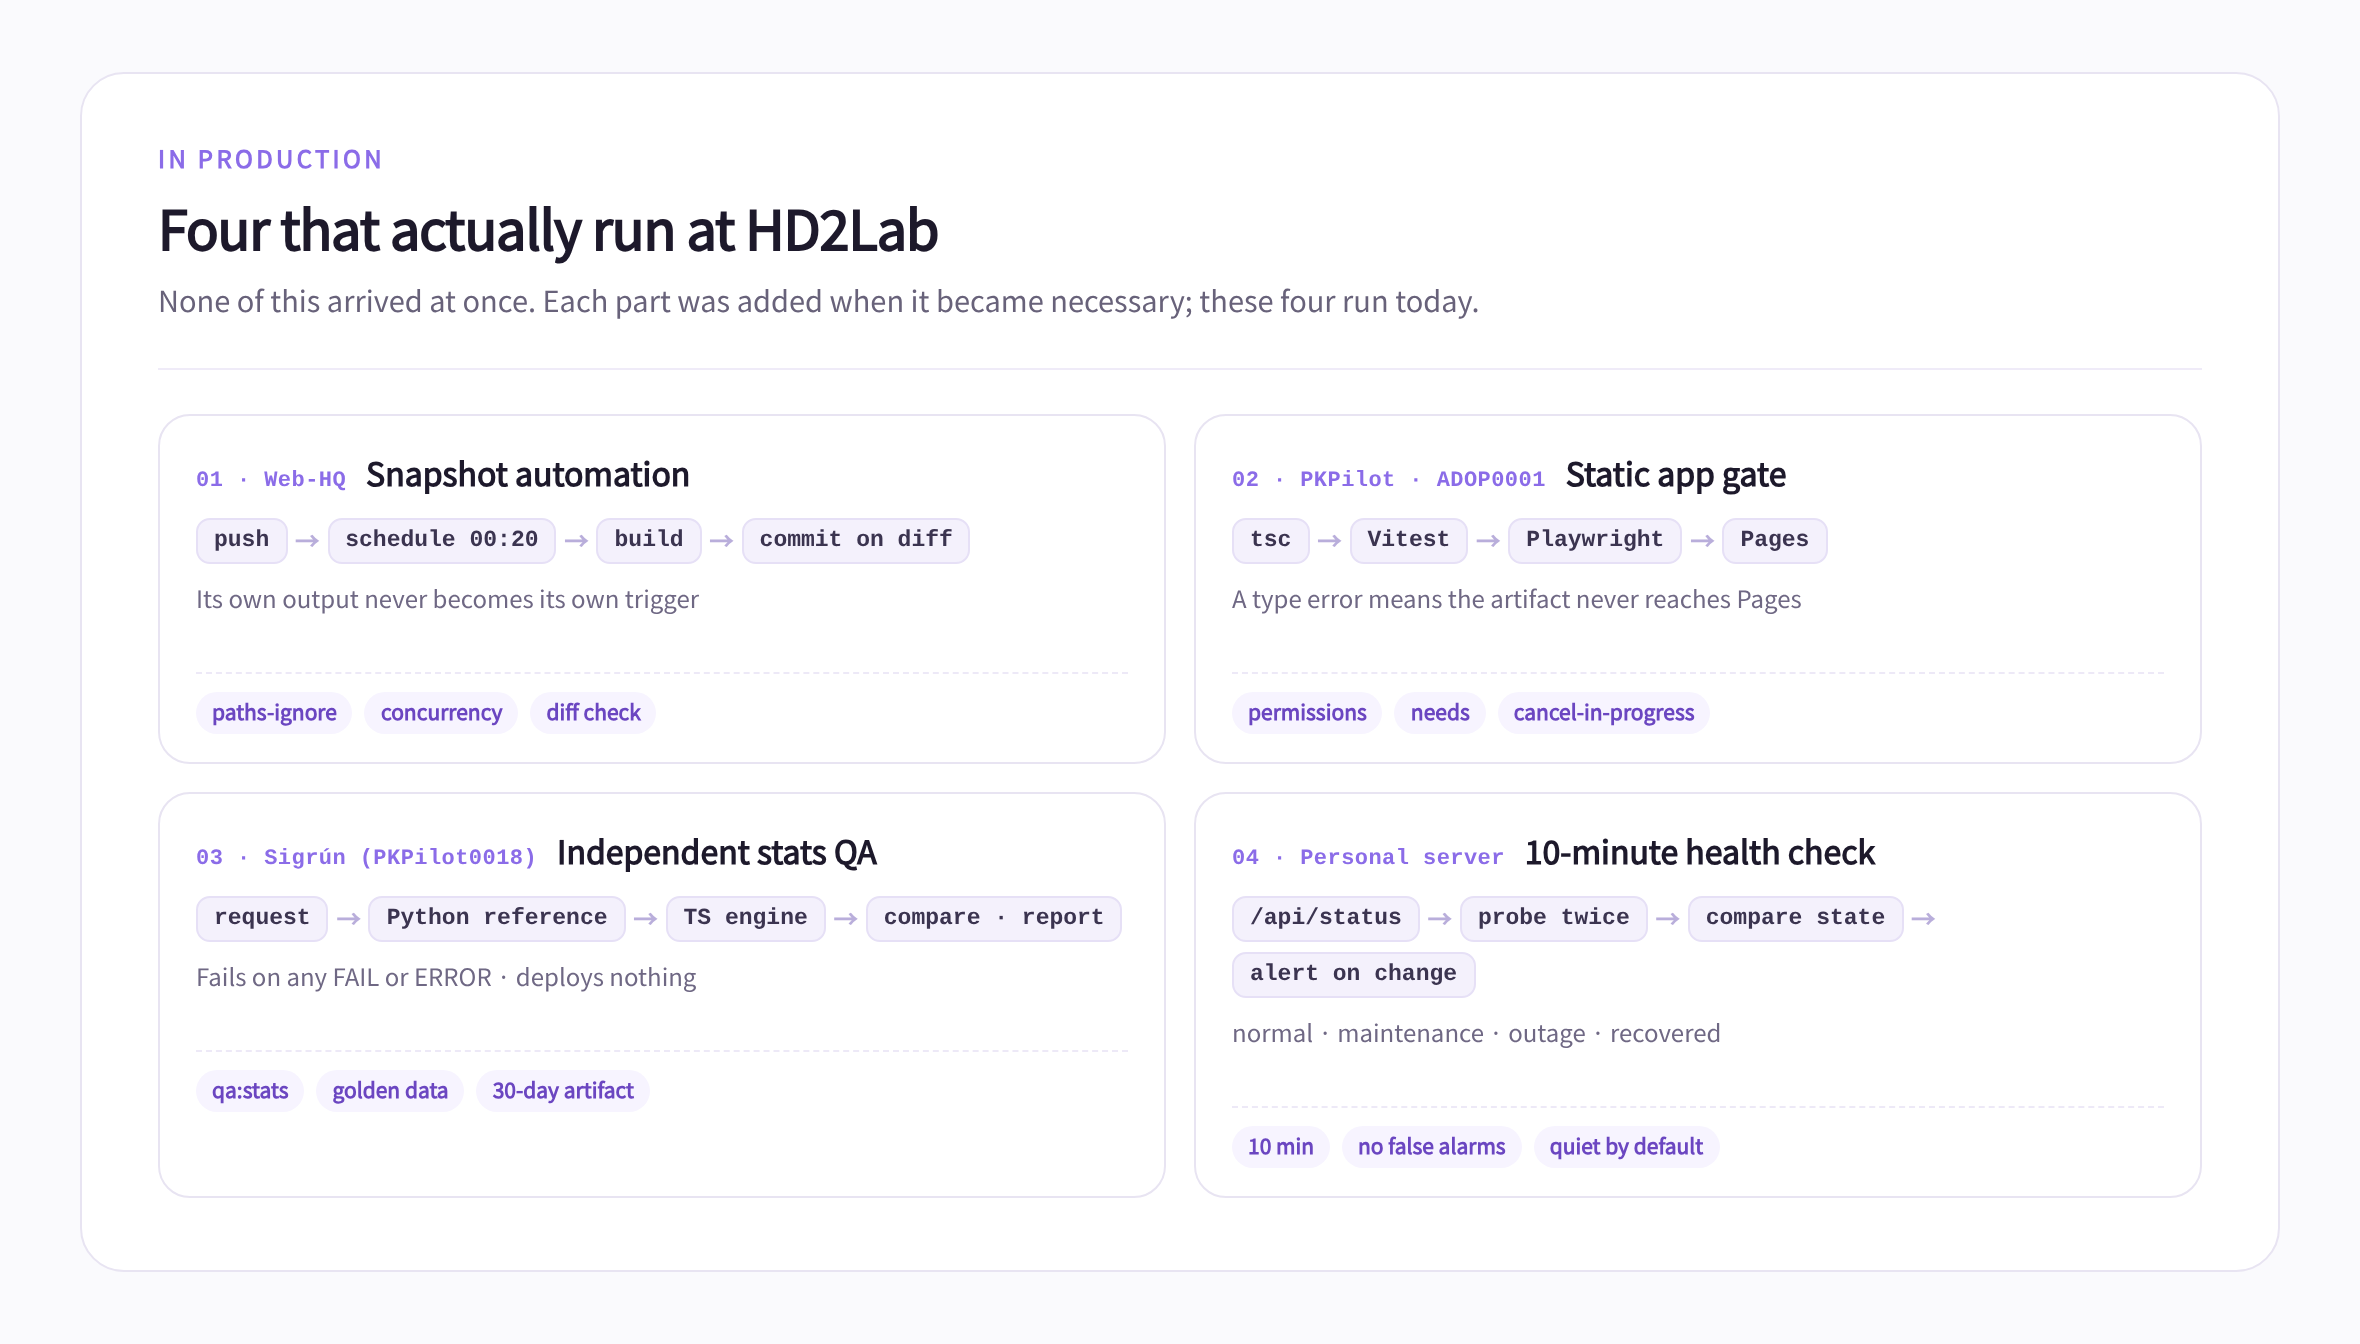 IN PRODUCTION
Four that actually run at HD2Lab
None of this arrived at once. Each part was added when it became necessary; these four run today.
01 · Web-HQ Snapshot automation
push → schedule 00:20 → build → commit on diff
Its own output never becomes its own trigger
paths-ignore concurrency diff check
02 · PKPilot · ADOP0001 Static app gate
tsc → Vitest → Playwright → Pages
A type error means the artifact never reaches Pages
permissions needs cancel-in-progress
03 · Sigrún (PKPilot0018) Independent stats QA
request → Python reference → TS engine → compare · report
Fails on any FAIL or ERROR · deploys nothing
qa:stats golden data 30-day artifact
04 · Personal server 10-minute health check
/api/status → probe twice → compare state →
alert on change
normal · maintenance · outage · recovered
10 min no false alarms quiet by default